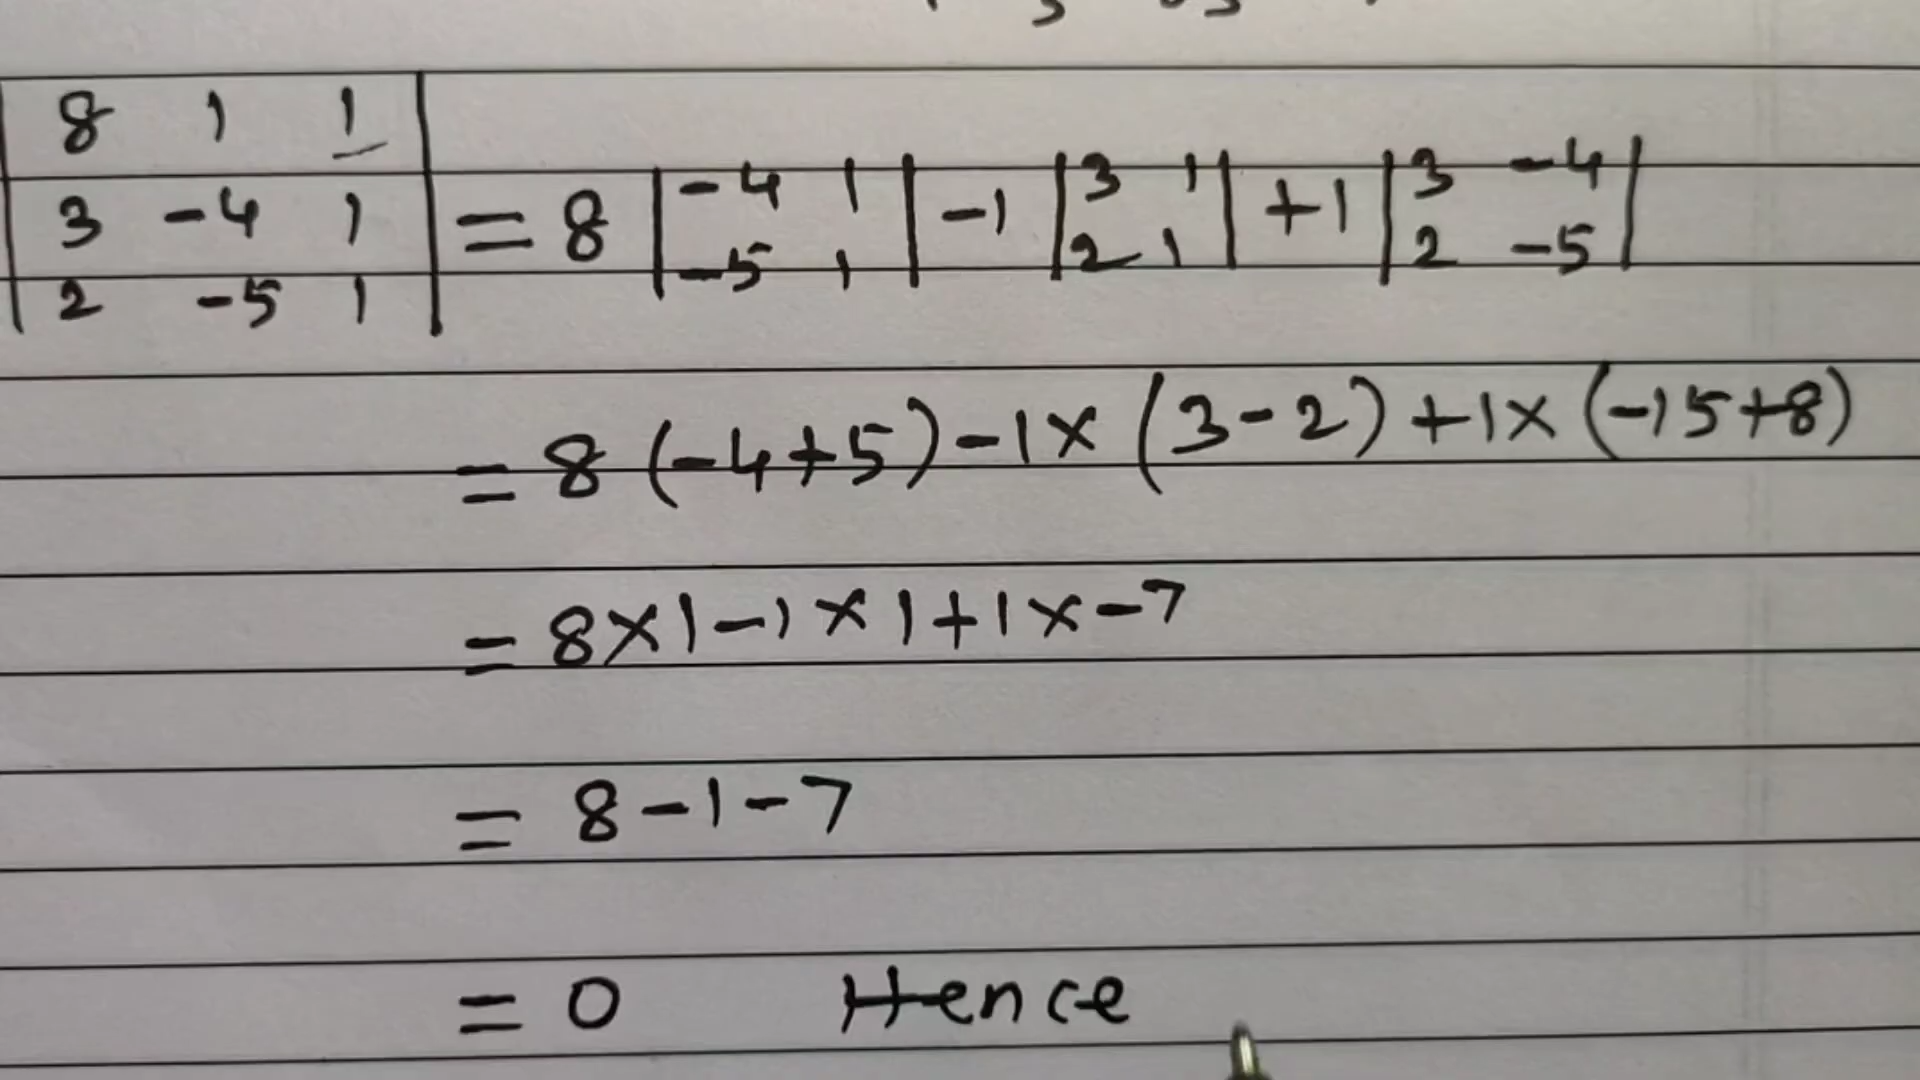 | 8 1 1 |
| 3 -4 1 | = 8 | -4 1 | -1 | 3 1 | +1 | 3 -4 |
| 2 -5 1 | | -5 1 | | 2 1 | | 2 -5 |
= 8 (-4+5) -1× (3-2) +1× (-15+8)
= 8×1-1×1+1×-7
= 8-1-7
= 0 Hence